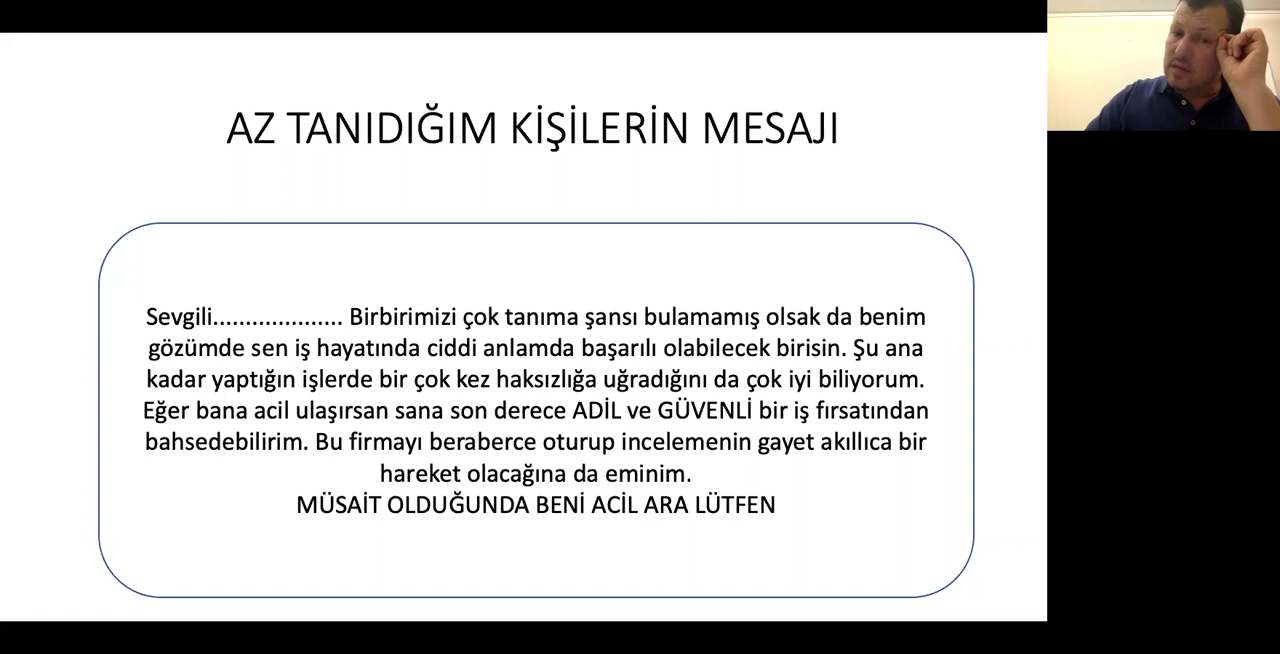 AZ TANIDIĞIM KİŞİLERİN MESAJI
Sevgili.................... Birbirimizi çok tanıma şansı bulamamış olsak da benim
gözümde sen iş hayatında ciddi anlamda başarılı olabilecek birisin. Şu ana
kadar yaptığın işlerde bir çok kez haksızlığa uğradığını da çok iyi biliyorum.
Eğer bana acil ulaşırsan sana son derece ADİL ve GÜVENLİ bir iş fırsatından
bahsedebilirim. Bu firmayı beraberce oturup incelemenin gayet akıllıca bir
hareket olacağına da eminim.
MÜSAİT OLDUĞUNDA BENİ ACİL ARA LÜTFEN